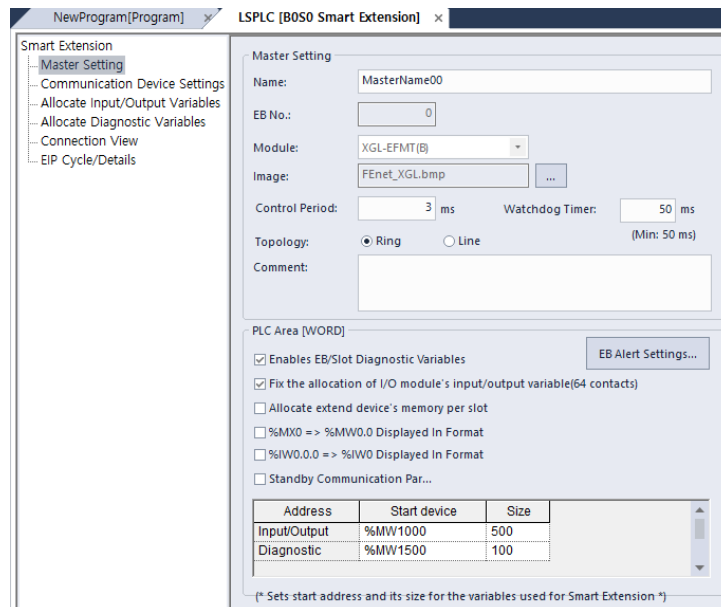 NewProgram[Program] × LSPLC [B0S0 Smart Extension] ×
Smart Extension
Master Setting
Communication Device Settings
Allocate Input/Output Variables
Allocate Diagnostic Variables
Connection View
EIP Cycle/Details
Master Setting
Name: MasterName00
EB No.: 0
Module: XGL-EFMT(B)
Image: FEnet_XGL.bmp ...
Control Period: 3 ms Watchdog Timer: 50 ms
(Min: 50 ms)
Topology: Ring Line
Comment:
PLC Area [WORD]
EB Alert Settings...
Enables EB/Slot Diagnostic Variables
Fix the allocation of I/O module's input/output variable(64 contacts)
Allocate extend device's memory per slot
%MX0 => %MW0.0 Displayed In Format
%IW0.0.0 => %IW0 Displayed In Format
Standby Communication Par...
Address Start device Size
Input/Output %MW1000 500
Diagnostic %MW1500 100
(* Sets start address and its size for the variables used for Smart Extension *)